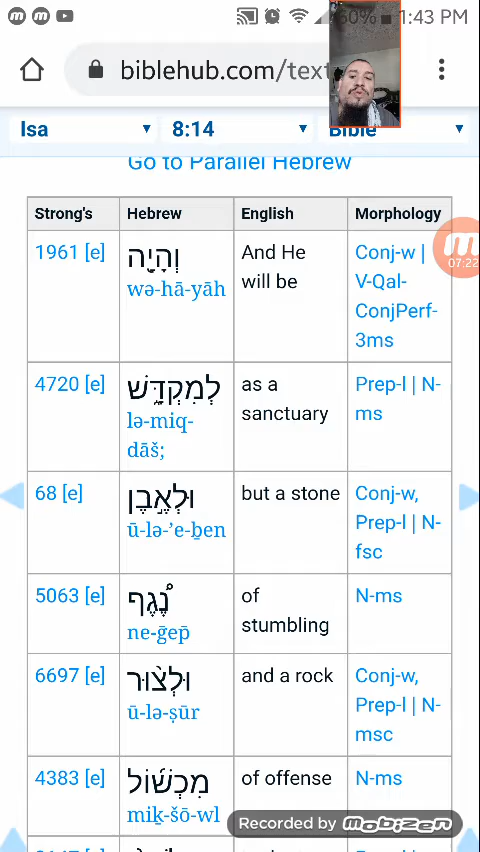 60% 1:43 PM
biblehub.com/text
Isa 8:14 Bible
Go to Parallel Hebrew
Strong's Hebrew English Morphology
1961 [e] וְהָיָ֖ה And He Conj-w |
wə·hā·yāh will be V-Qal-
ConjPerf-
3ms
4720 [e] לְמִקְדָּ֑שׁ as a Prep-l | N-
lə·miq- sanctuary ms
dāš;
68 [e] וּלְאֶ֣בֶן but a stone Conj-w,
ū·lə·’e·ḇen Prep-l | N-
fsc
5063 [e] נֶ֠גֶף of N-ms
ne·ḡep̄ stumbling
6697 [e] וּלְצ֨וּר and a rock Conj-w,
ū·lə·ṣūr Prep-l | N-
msc
4383 [e] מִכְשׁ֜וֹל of offense N-ms
miḵ·šō·wl
07:22
Recorded by Mobizen